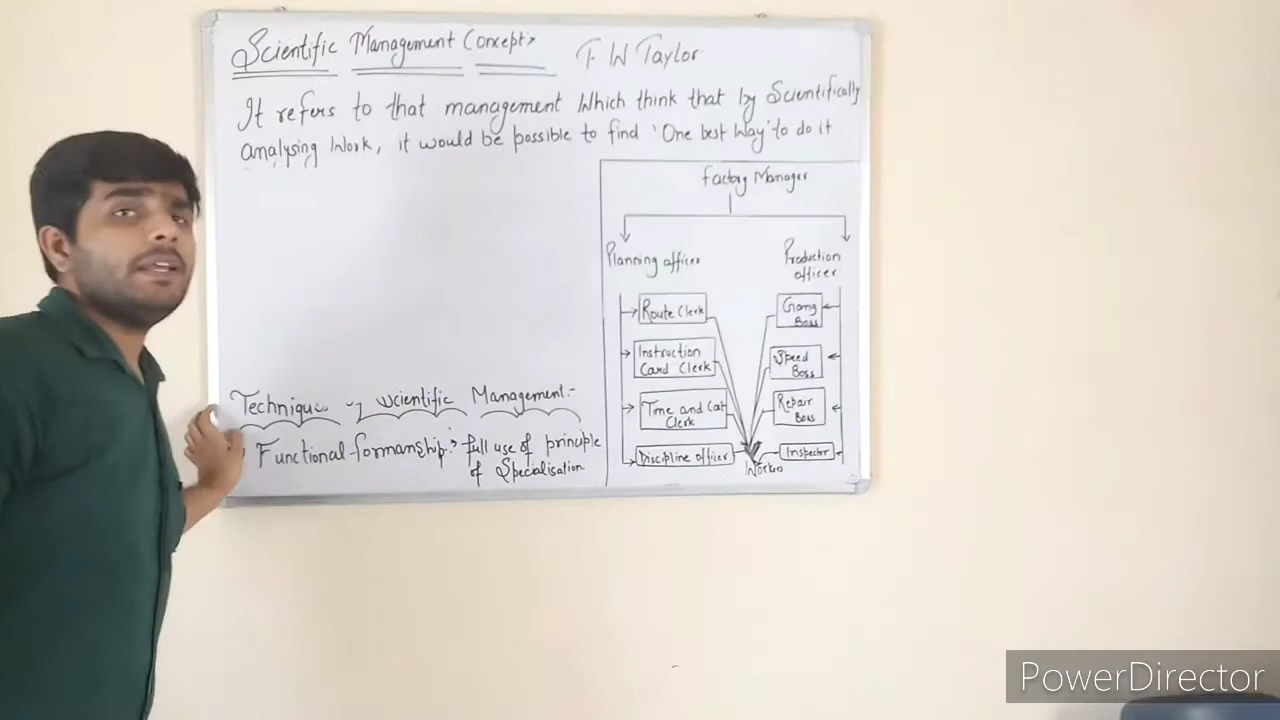 Scientific Management Concept:-
F W Taylor
It refers to that management Which think that by Scientifically
analysing Work, it would be possible to find 'One best Way' to do it
Factory Manager
Planning officer
Production
officer
Route Clerk
Instruction
Card Clerk
Time and Cost
Clerk
Discipline officer
Gang
Boss
Speed
Boss
Repair
Boss
Inspector
Techniques of Scientific Management:-
Functional formanship:- full use of principle
of Specialisation
PowerDirector